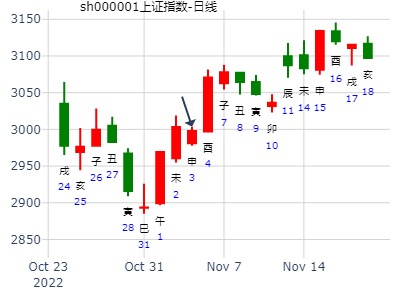 sh000001上证指数-日线
3150
3100
3050
3000
2950
2900
2850
戌
24
亥
25
子
26
丑
27
寅
28
巳
31
午
1
未
2
申
3
酉
4
子
7
丑
8
寅
9
卯
10
辰
11
未
14
申
15
酉
16
戌
17
亥
18
Oct 23
2022
Oct 31
Nov 7
Nov 14